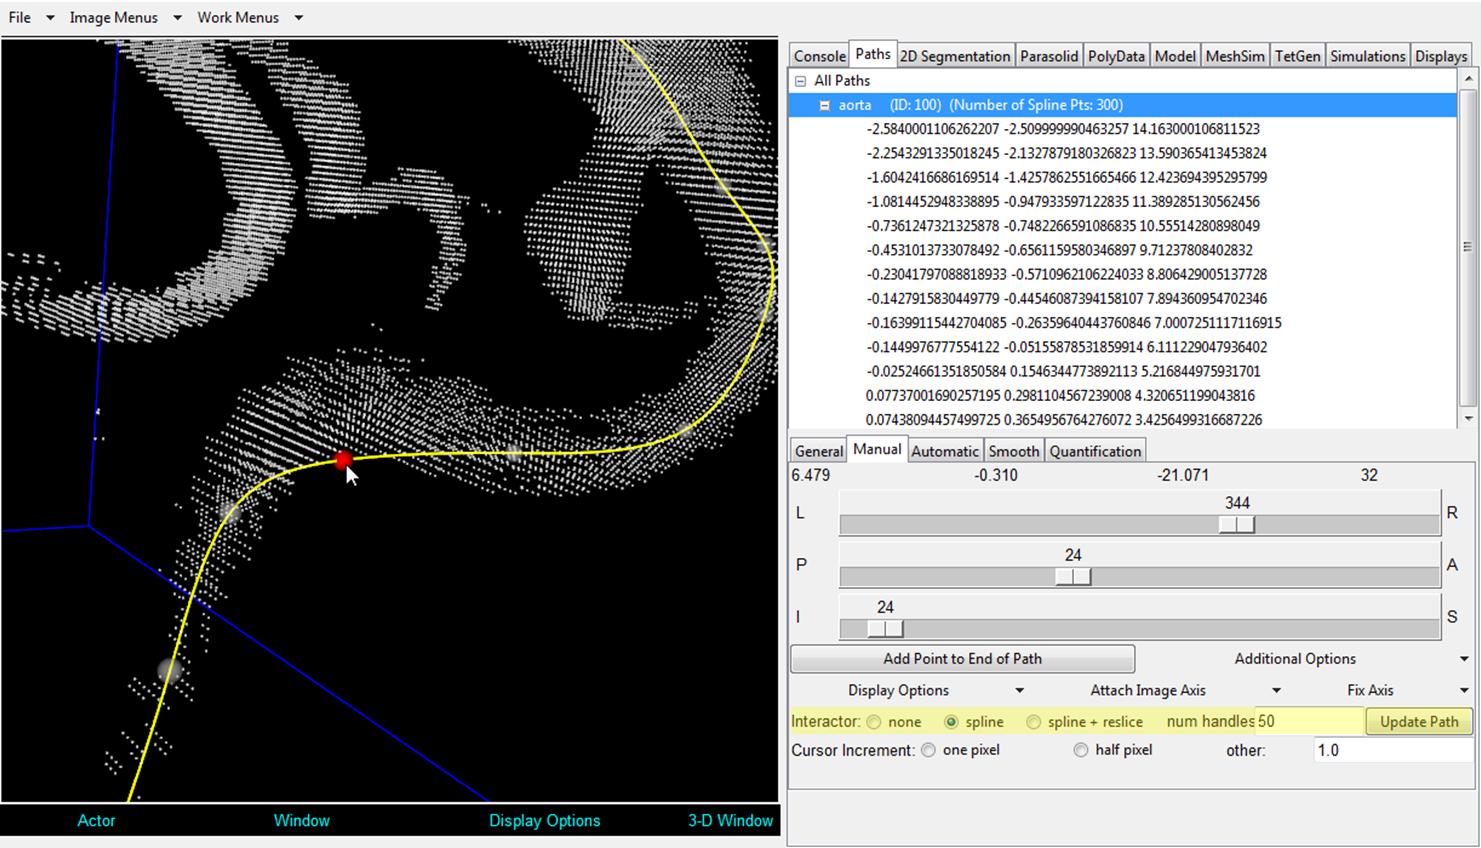 File Image Menus Work Menus
Console Paths 2D Segmentation Parasolid PolyData Model MeshSim TetGen Simulations Displays
All Paths
aorta (ID: 100) (Number of Spline Pts: 300)
-2.5840001106262207 -2.509999990463257 14.163000106811523
-2.2543291335018245 -2.1327879180326823 13.590365413453824
-1.6042416686169514 -1.4257862551665466 12.423694395295799
-1.0814452948338895 -0.947933597122835 11.389285130562456
-0.7361247321325878 -0.7482266591086835 10.55514280898049
-0.4531013733078492 -0.6561159580346897 9.71237808402832
-0.23041797088818933 -0.5710962106224033 8.806429005137728
-0.1427915830449779 -0.44546087394158107 7.894360954702346
-0.16399115442704085 -0.26359640443760846 7.0007251117116915
-0.1449976777554122 -0.05155878531859914 6.111229047936402
-0.02524661351850584 0.1546344773892113 5.216844975931701
0.07737001690257195 0.2981104567239008 4.320651199043816
0.07438094457499725 0.3654956764276072 3.4256499316687226
General Manual Automatic Smooth Quantification
6.479 -0.310 -21.071 32
344
L R
24
P A
24
I S
Add Point to End of Path Additional Options
Display Options Attach Image Axis Fix Axis
Interactor: none spline spline + reslice num handles 50 Update Path
Cursor Increment: one pixel half pixel other: 1.0
Actor Window Display Options 3-D Window